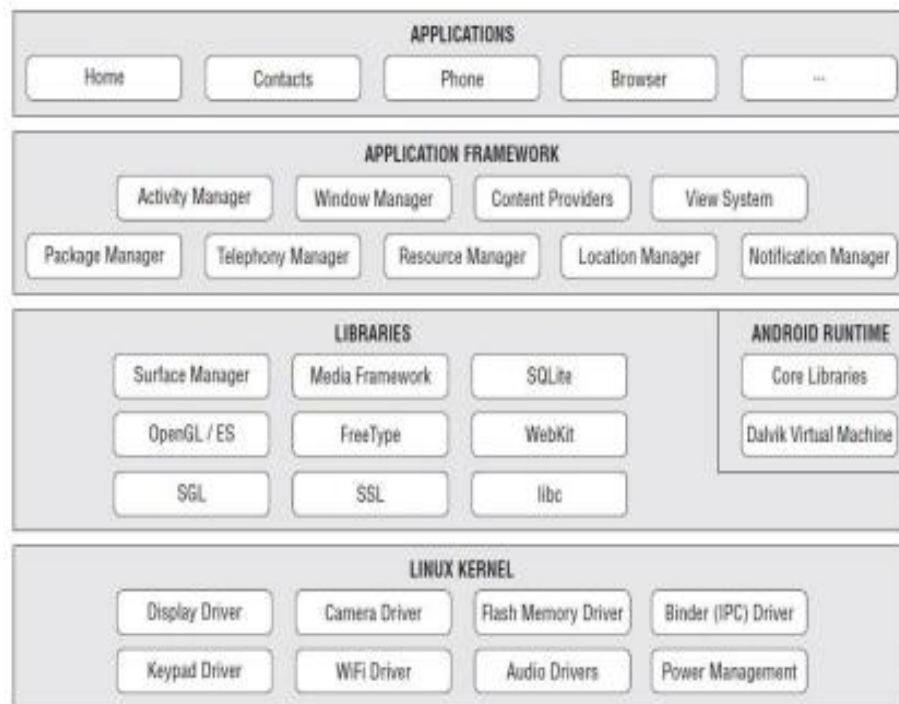 APPLICATIONS
Home Contacts Phone Browser ...
APPLICATION FRAMEWORK
Activity Manager Window Manager Content Providers View System
Package Manager Telephony Manager Resource Manager Location Manager Notification Manager
LIBRARIES
Surface Manager Media Framework SQLite
OpenGL / ES FreeType WebKit
SGL SSL libc
ANDROID RUNTIME
Core Libraries
Dalvik Virtual Machine
LINUX KERNEL
Display Driver Camera Driver Flash Memory Driver Binder (IPC) Driver
Keypad Driver WiFi Driver Audio Drivers Power Management